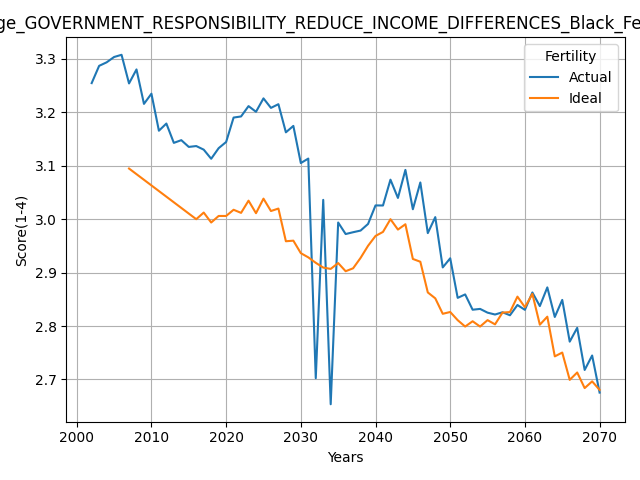 ge_GOVERNMENT_RESPONSIBILITY_REDUCE_INCOME_DIFFERENCES_Black_Fe
Fertility
Actual
Ideal
Score(1-4)
3.3
3.2
3.1
3.0
2.9
2.8
2.7
2000 2010 2020 2030 2040 2050 2060 2070
Years